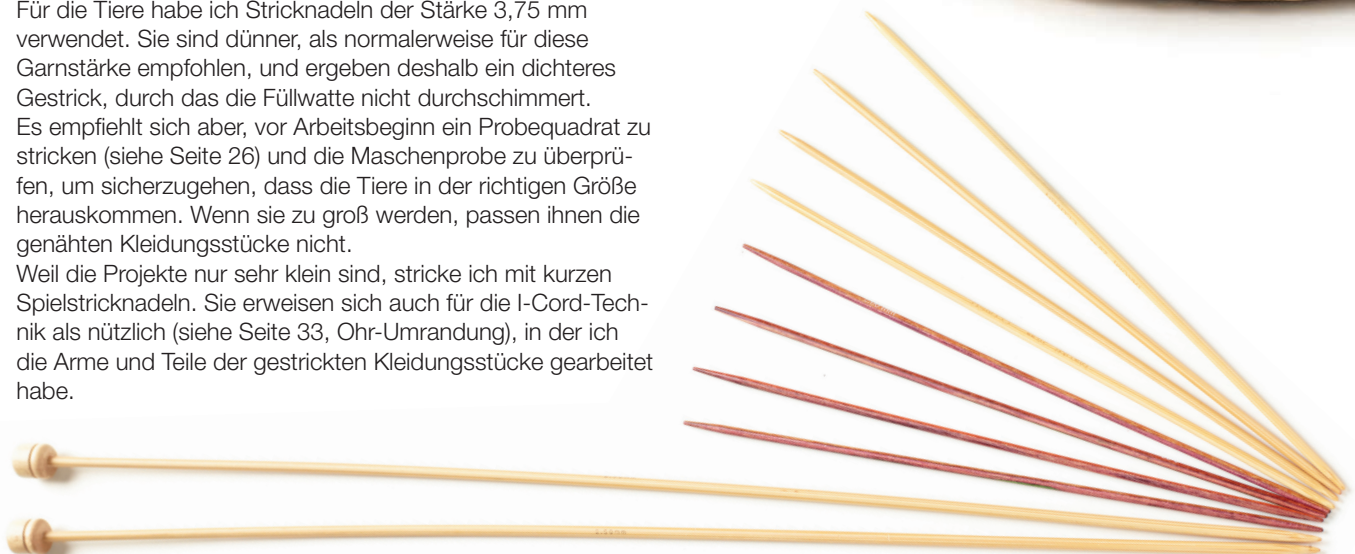 Für die Tiere habe ich Stricknadeln der Stärke 3,75 mm
verwendet. Sie sind dünner, als normalerweise für diese
Garnstärke empfohlen, und ergeben deshalb ein dichteres
Gestrick, durch das die Füllwatte nicht durchschimmert.
Es empfiehlt sich aber, vor Arbeitsbeginn ein Probequadrat zu
stricken (siehe Seite 26) und die Maschenprobe zu überprü-
fen, um sicherzugehen, dass die Tiere in der richtigen Größe
herauskommen. Wenn sie zu groß werden, passen ihnen die
genähten Kleidungsstücke nicht.
Weil die Projekte nur sehr klein sind, stricke ich mit kurzen
Spielstricknadeln. Sie erweisen sich auch für die I-Cord-Tech-
nik als nützlich (siehe Seite 33, Ohr-Umrandung), in der ich
die Arme und Teile der gestrickten Kleidungsstücke gearbeitet
habe.